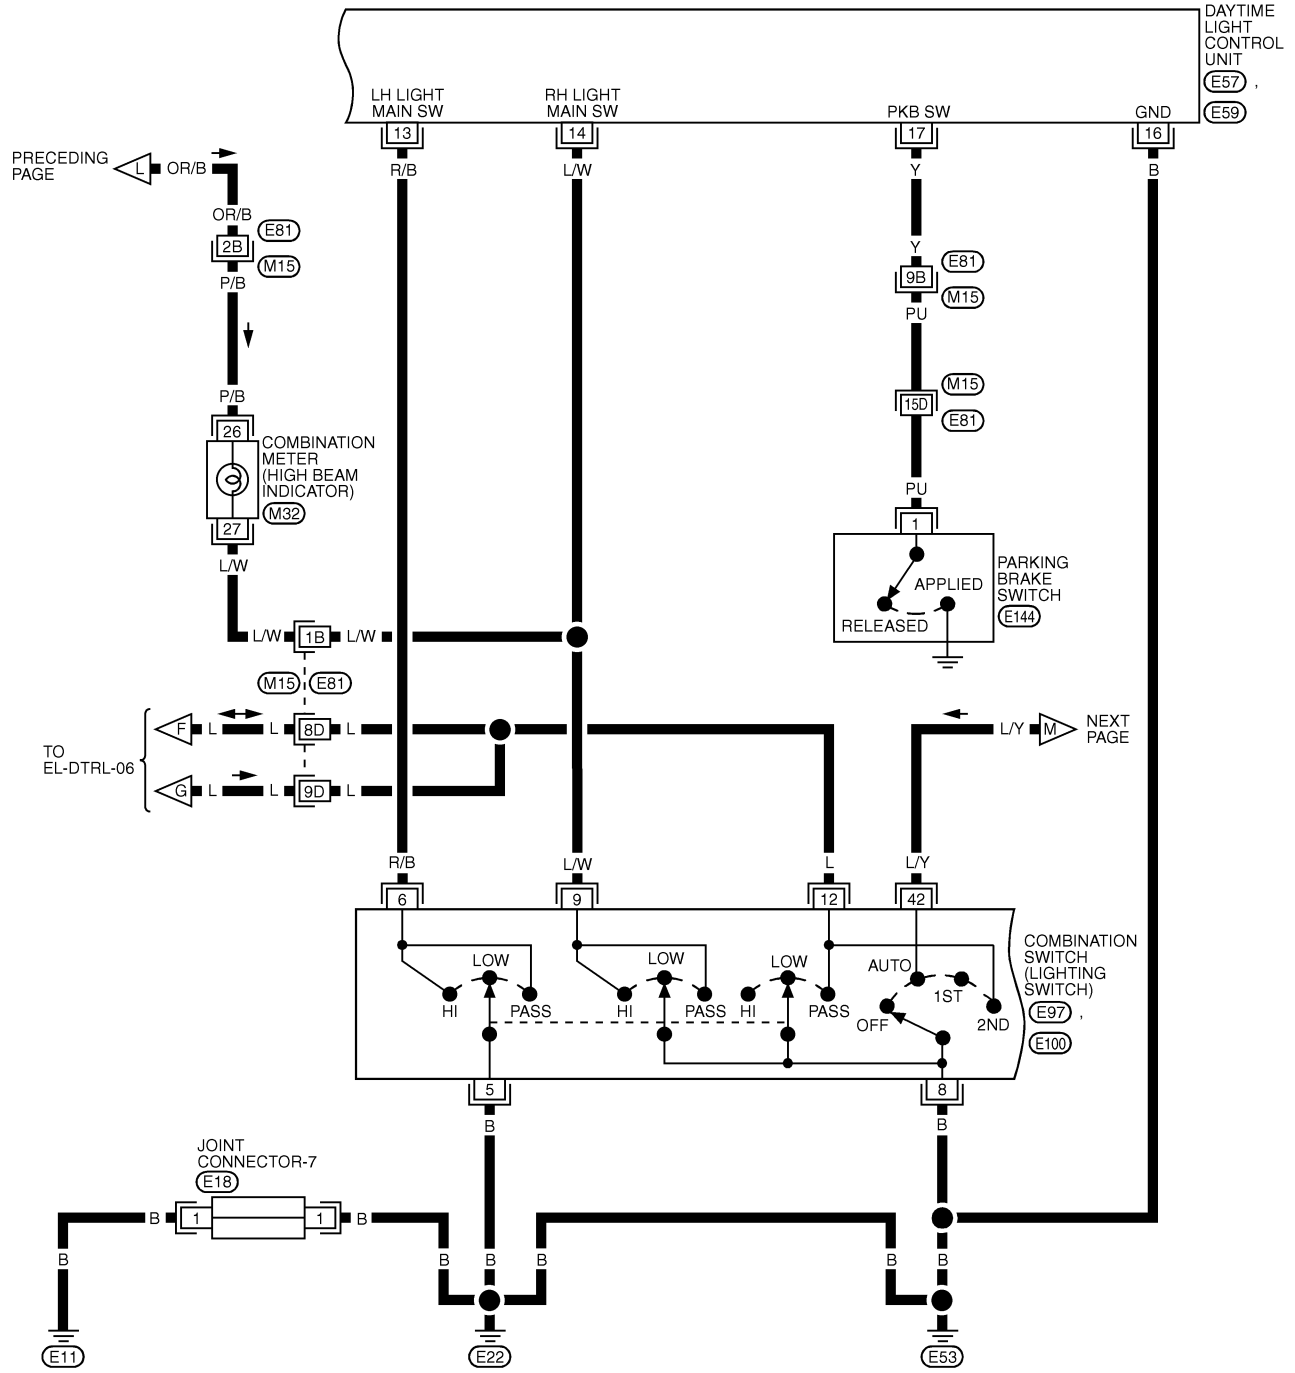 DAYTIME
LIGHT
CONTROL
UNIT
E57 ,
E59
LH LIGHT
MAIN SW
RH LIGHT
MAIN SW
PKB SW
GND
13
14
17
16
PRECEDING
PAGE
L
OR/B
R/B
L/W
Y
B
OR/B
2B
E81
M15
P/B
Y
9B
E81
M15
PU
P/B
M15
15D
E81
26
COMBINATION
METER
(HIGH BEAM
INDICATOR)
M32
27
L/W
PU
1
PARKING
BRAKE
SWITCH
E144
APPLIED
RELEASED
L/W
1B
L/W
M15
E81
F
L
L
8D
L
L/Y
M
NEXT
PAGE
TO
EL-DTRL-06
G
L
L
9D
L
R/B
L/W
L
L/Y
6
9
12
42
COMBINATION
SWITCH
(LIGHTING
SWITCH)
E97 ,
E100
LOW
HI
PASS
LOW
HI
PASS
LOW
HI
PASS
AUTO
1ST
OFF
2ND
5
8
B
B
JOINT
CONNECTOR-7
E18
B
1
1
B
B
B
B
B
B
B
E11
E22
E53